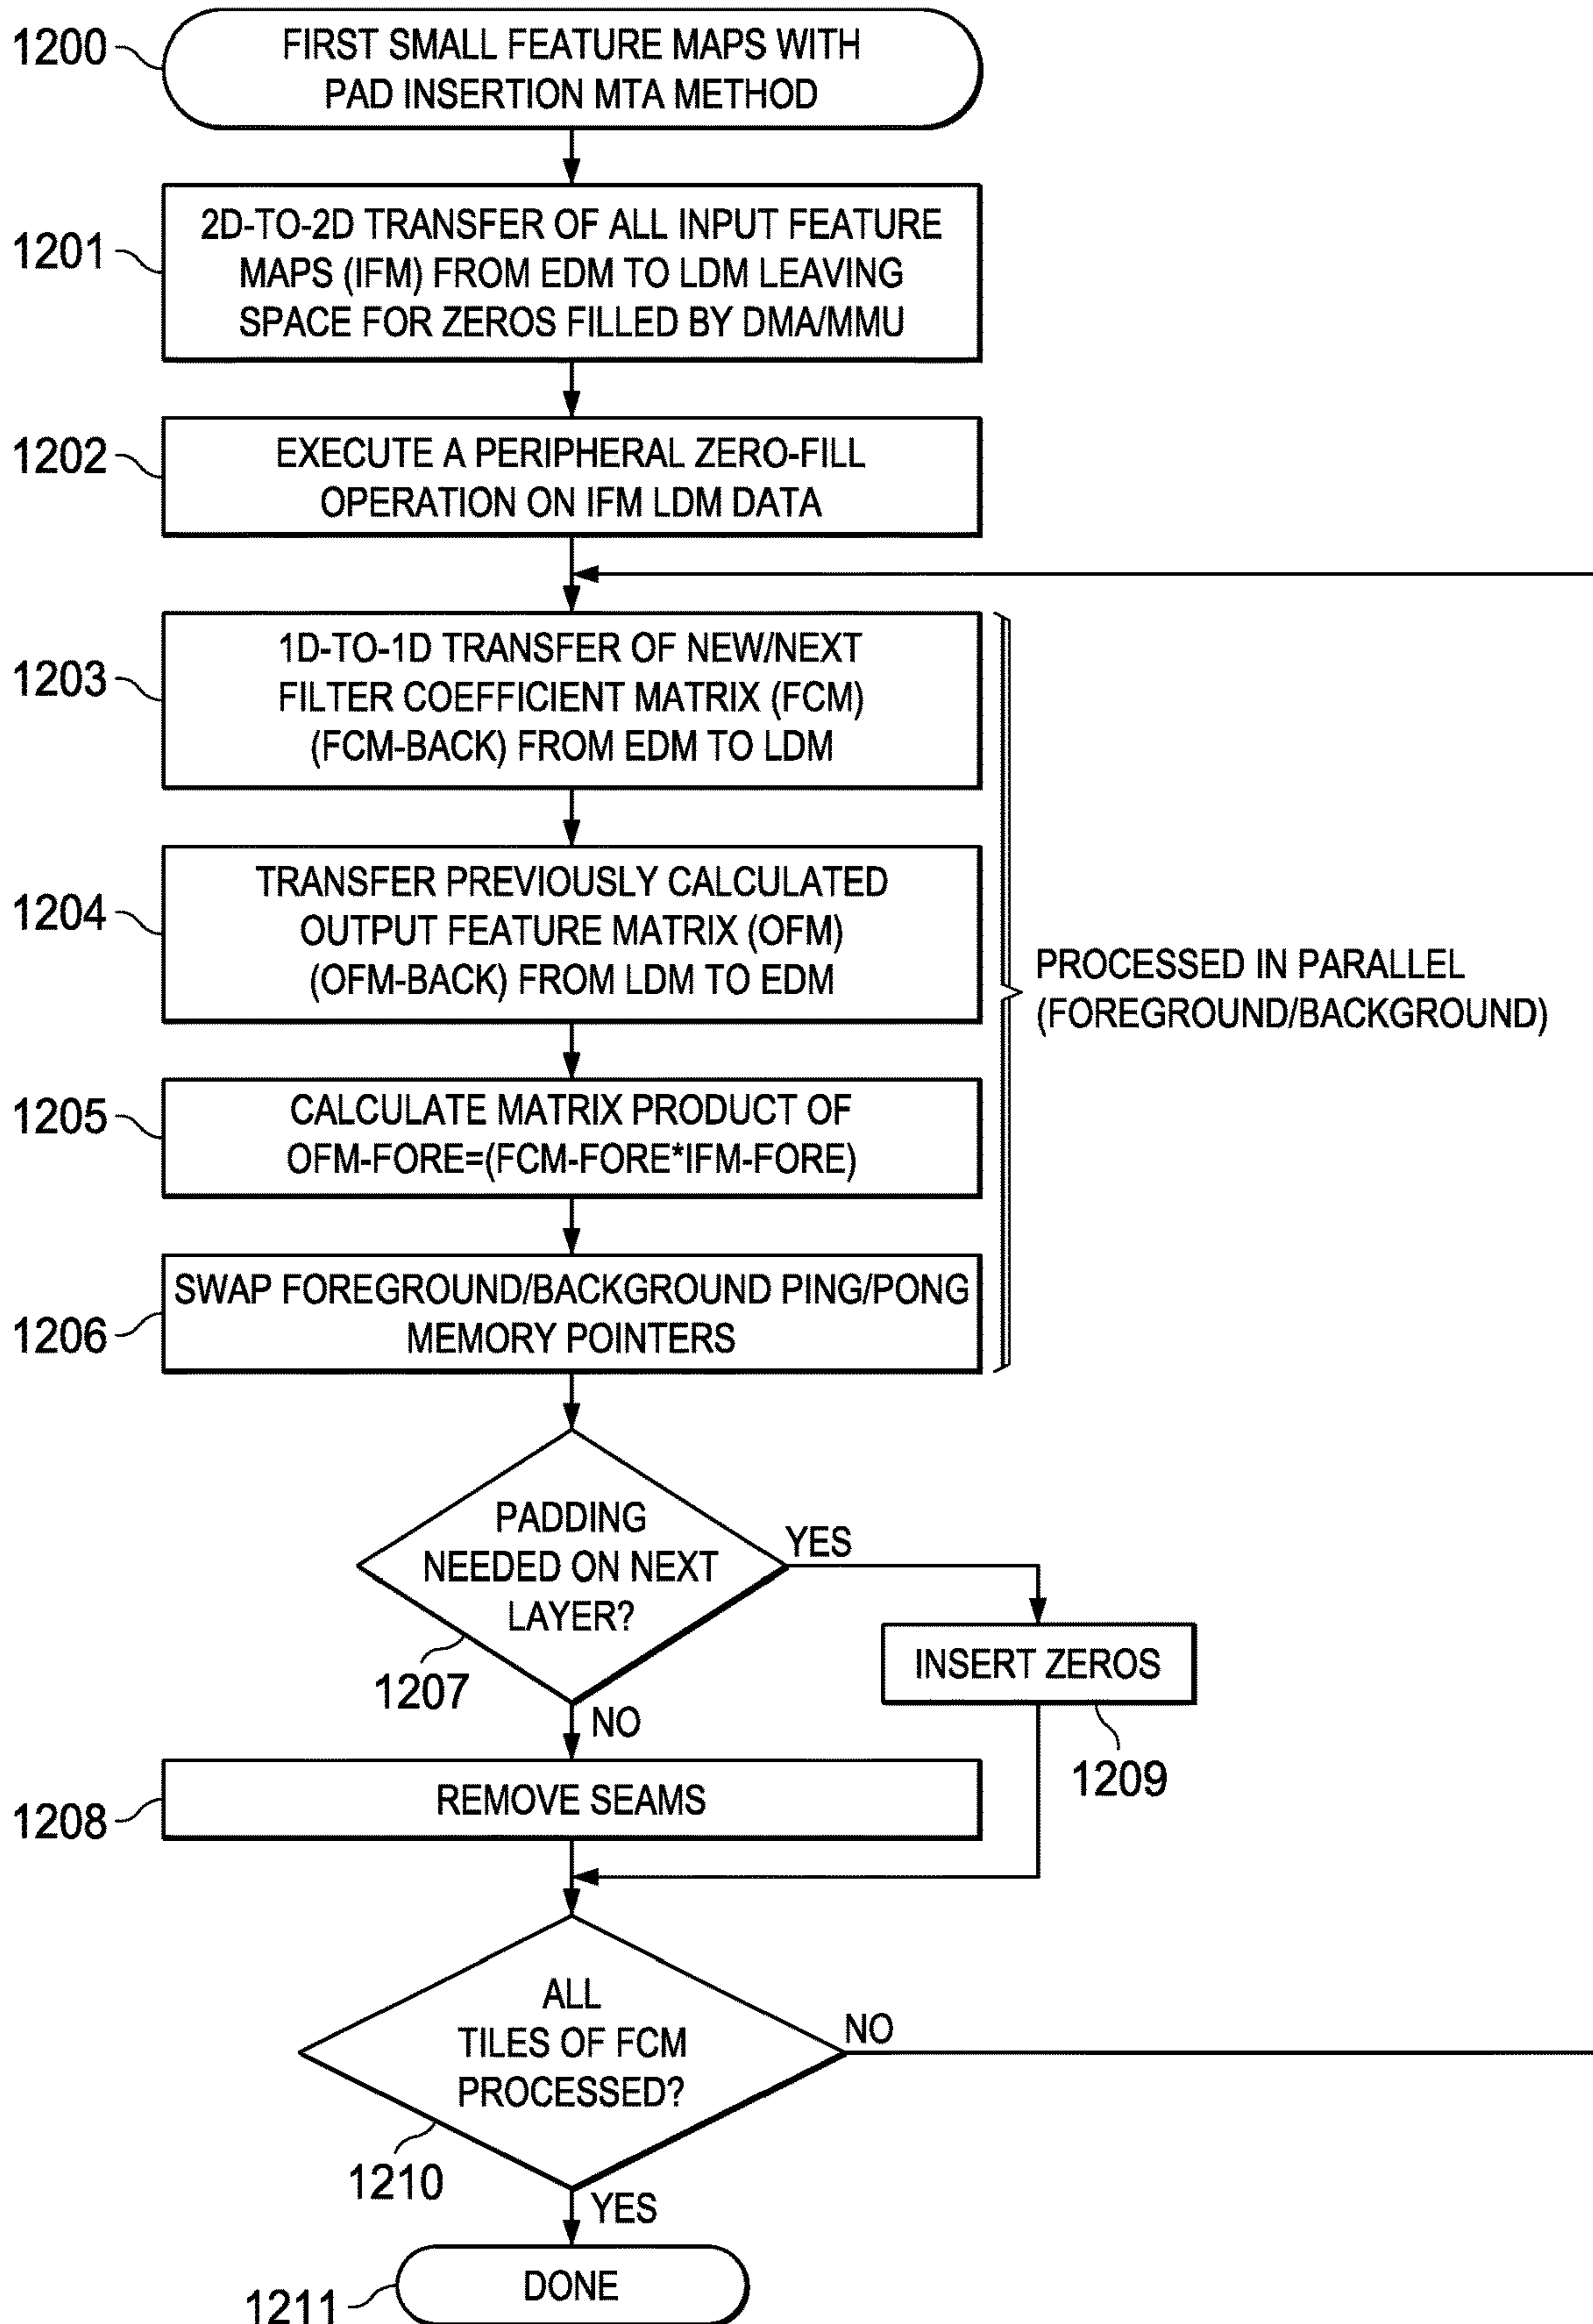 1200
FIRST SMALL FEATURE MAPS WITH
PAD INSERTION MTA METHOD
1201
2D-TO-2D TRANSFER OF ALL INPUT FEATURE
MAPS (IFM) FROM EDM TO LDM LEAVING
SPACE FOR ZEROS FILLED BY DMA/MMU
1202
EXECUTE A PERIPHERAL ZERO-FILL
OPERATION ON IFM LDM DATA
1203
1D-TO-1D TRANSFER OF NEW/NEXT
FILTER COEFFICIENT MATRIX (FCM)
(FCM-BACK) FROM EDM TO LDM
1204
TRANSFER PREVIOUSLY CALCULATED
OUTPUT FEATURE MATRIX (OFM)
(OFM-BACK) FROM LDM TO EDM
PROCESSED IN PARALLEL
(FOREGROUND/BACKGROUND)
1205
CALCULATE MATRIX PRODUCT OF
OFM-FORE=(FCM-FORE*IFM-FORE)
1206
SWAP FOREGROUND/BACKGROUND PING/PONG
MEMORY POINTERS
PADDING
NEEDED ON NEXT
LAYER?
YES
1207
NO
INSERT ZEROS
1209
1208
REMOVE SEAMS
ALL
TILES OF FCM
PROCESSED?
NO
1210
YES
DONE
1211